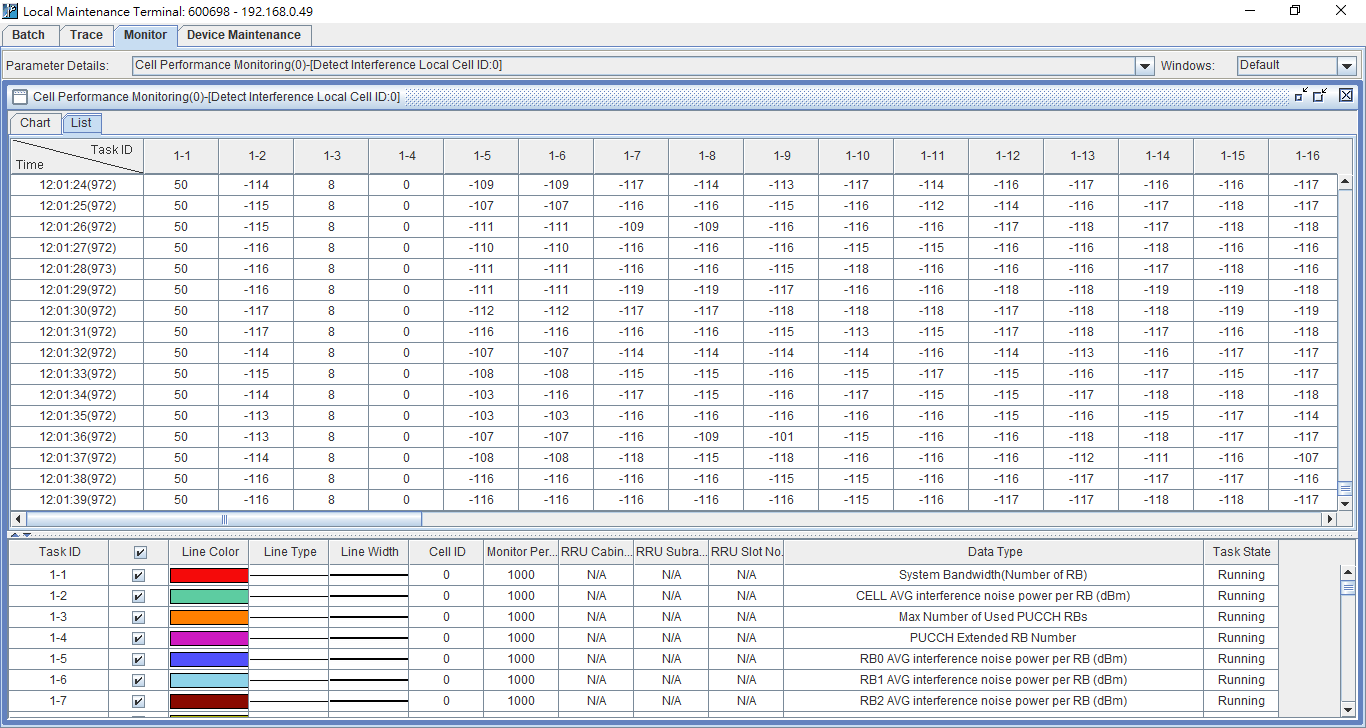 Local Maintenance Terminal: 600698 - 192.168.0.49
Batch Trace Monitor Device Maintenance
Parameter Details: Cell Performance Monitoring(0)-[Detect Interference Local Cell ID:0] Windows: Default
Cell Performance Monitoring(0)-[Detect Interference Local Cell ID:0]
Chart List
Task ID Time 1-1 1-2 1-3 1-4 1-5 1-6 1-7 1-8 1-9 1-10 1-11 1-12 1-13 1-14 1-15 1-16
12:01:24(972) 50 -114 8 0 -109 -109 -117 -114 -113 -117 -114 -116 -117 -116 -116 -117
12:01:25(972) 50 -115 8 0 -107 -107 -116 -116 -115 -116 -112 -114 -116 -117 -118 -117
12:01:26(972) 50 -115 8 0 -111 -111 -109 -109 -116 -116 -117 -117 -118 -117 -118 -118
12:01:27(972) 50 -116 8 0 -110 -110 -116 -116 -116 -115 -115 -116 -116 -118 -116 -116
12:01:28(973) 50 -116 8 0 -111 -111 -116 -116 -115 -118 -116 -116 -116 -117 -118 -116
12:01:29(972) 50 -116 8 0 -111 -111 -119 -119 -117 -116 -116 -118 -118 -119 -119 -118
12:01:30(972) 50 -117 8 0 -112 -112 -117 -117 -118 -118 -118 -117 -118 -118 -119 -119
12:01:31(972) 50 -117 8 0 -116 -116 -116 -116 -115 -113 -115 -117 -118 -117 -116 -118
12:01:32(972) 50 -114 8 0 -107 -107 -114 -114 -114 -114 -116 -114 -113 -116 -117 -117
12:01:33(972) 50 -115 8 0 -108 -108 -115 -115 -116 -115 -117 -115 -116 -116 -115 -117
12:01:34(972) 50 -114 8 0 -103 -116 -117 -115 -116 -117 -115 -115 -117 -118 -118 -118
12:01:35(972) 50 -113 8 0 -103 -103 -116 -116 -116 -115 -116 -115 -116 -115 -117 -114
12:01:36(972) 50 -113 8 0 -107 -107 -116 -109 -101 -115 -116 -116 -118 -118 -117 -117
12:01:37(972) 50 -114 8 0 -108 -108 -118 -115 -118 -116 -116 -116 -112 -111 -116 -107
12:01:38(972) 50 -116 8 0 -116 -116 -116 -116 -116 -115 -116 -116 -117 -117 -117 -116
12:01:39(972) 50 -116 8 0 -116 -116 -116 -116 -116 -115 -116 -117 -117 -118 -118 -117
Task ID Line Color Line Type Line Width Cell ID Monitor Per... RRU Cabin... RRU Subra... RRU Slot No. Data Type Task State
1-1 0 1000 N/A N/A N/A System Bandwidth(Number of RB) Running
1-2 0 1000 N/A N/A N/A CELL AVG interference noise power per RB (dBm) Running
1-3 0 1000 N/A N/A N/A Max Number of Used PUCCH RBs Running
1-4 0 1000 N/A N/A N/A PUCCH Extended RB Number Running
1-5 0 1000 N/A N/A N/A RB0 AVG interference noise power per RB (dBm) Running
1-6 0 1000 N/A N/A N/A RB1 AVG interference noise power per RB (dBm) Running
1-7 0 1000 N/A N/A N/A RB2 AVG interference noise power per RB (dBm) Running